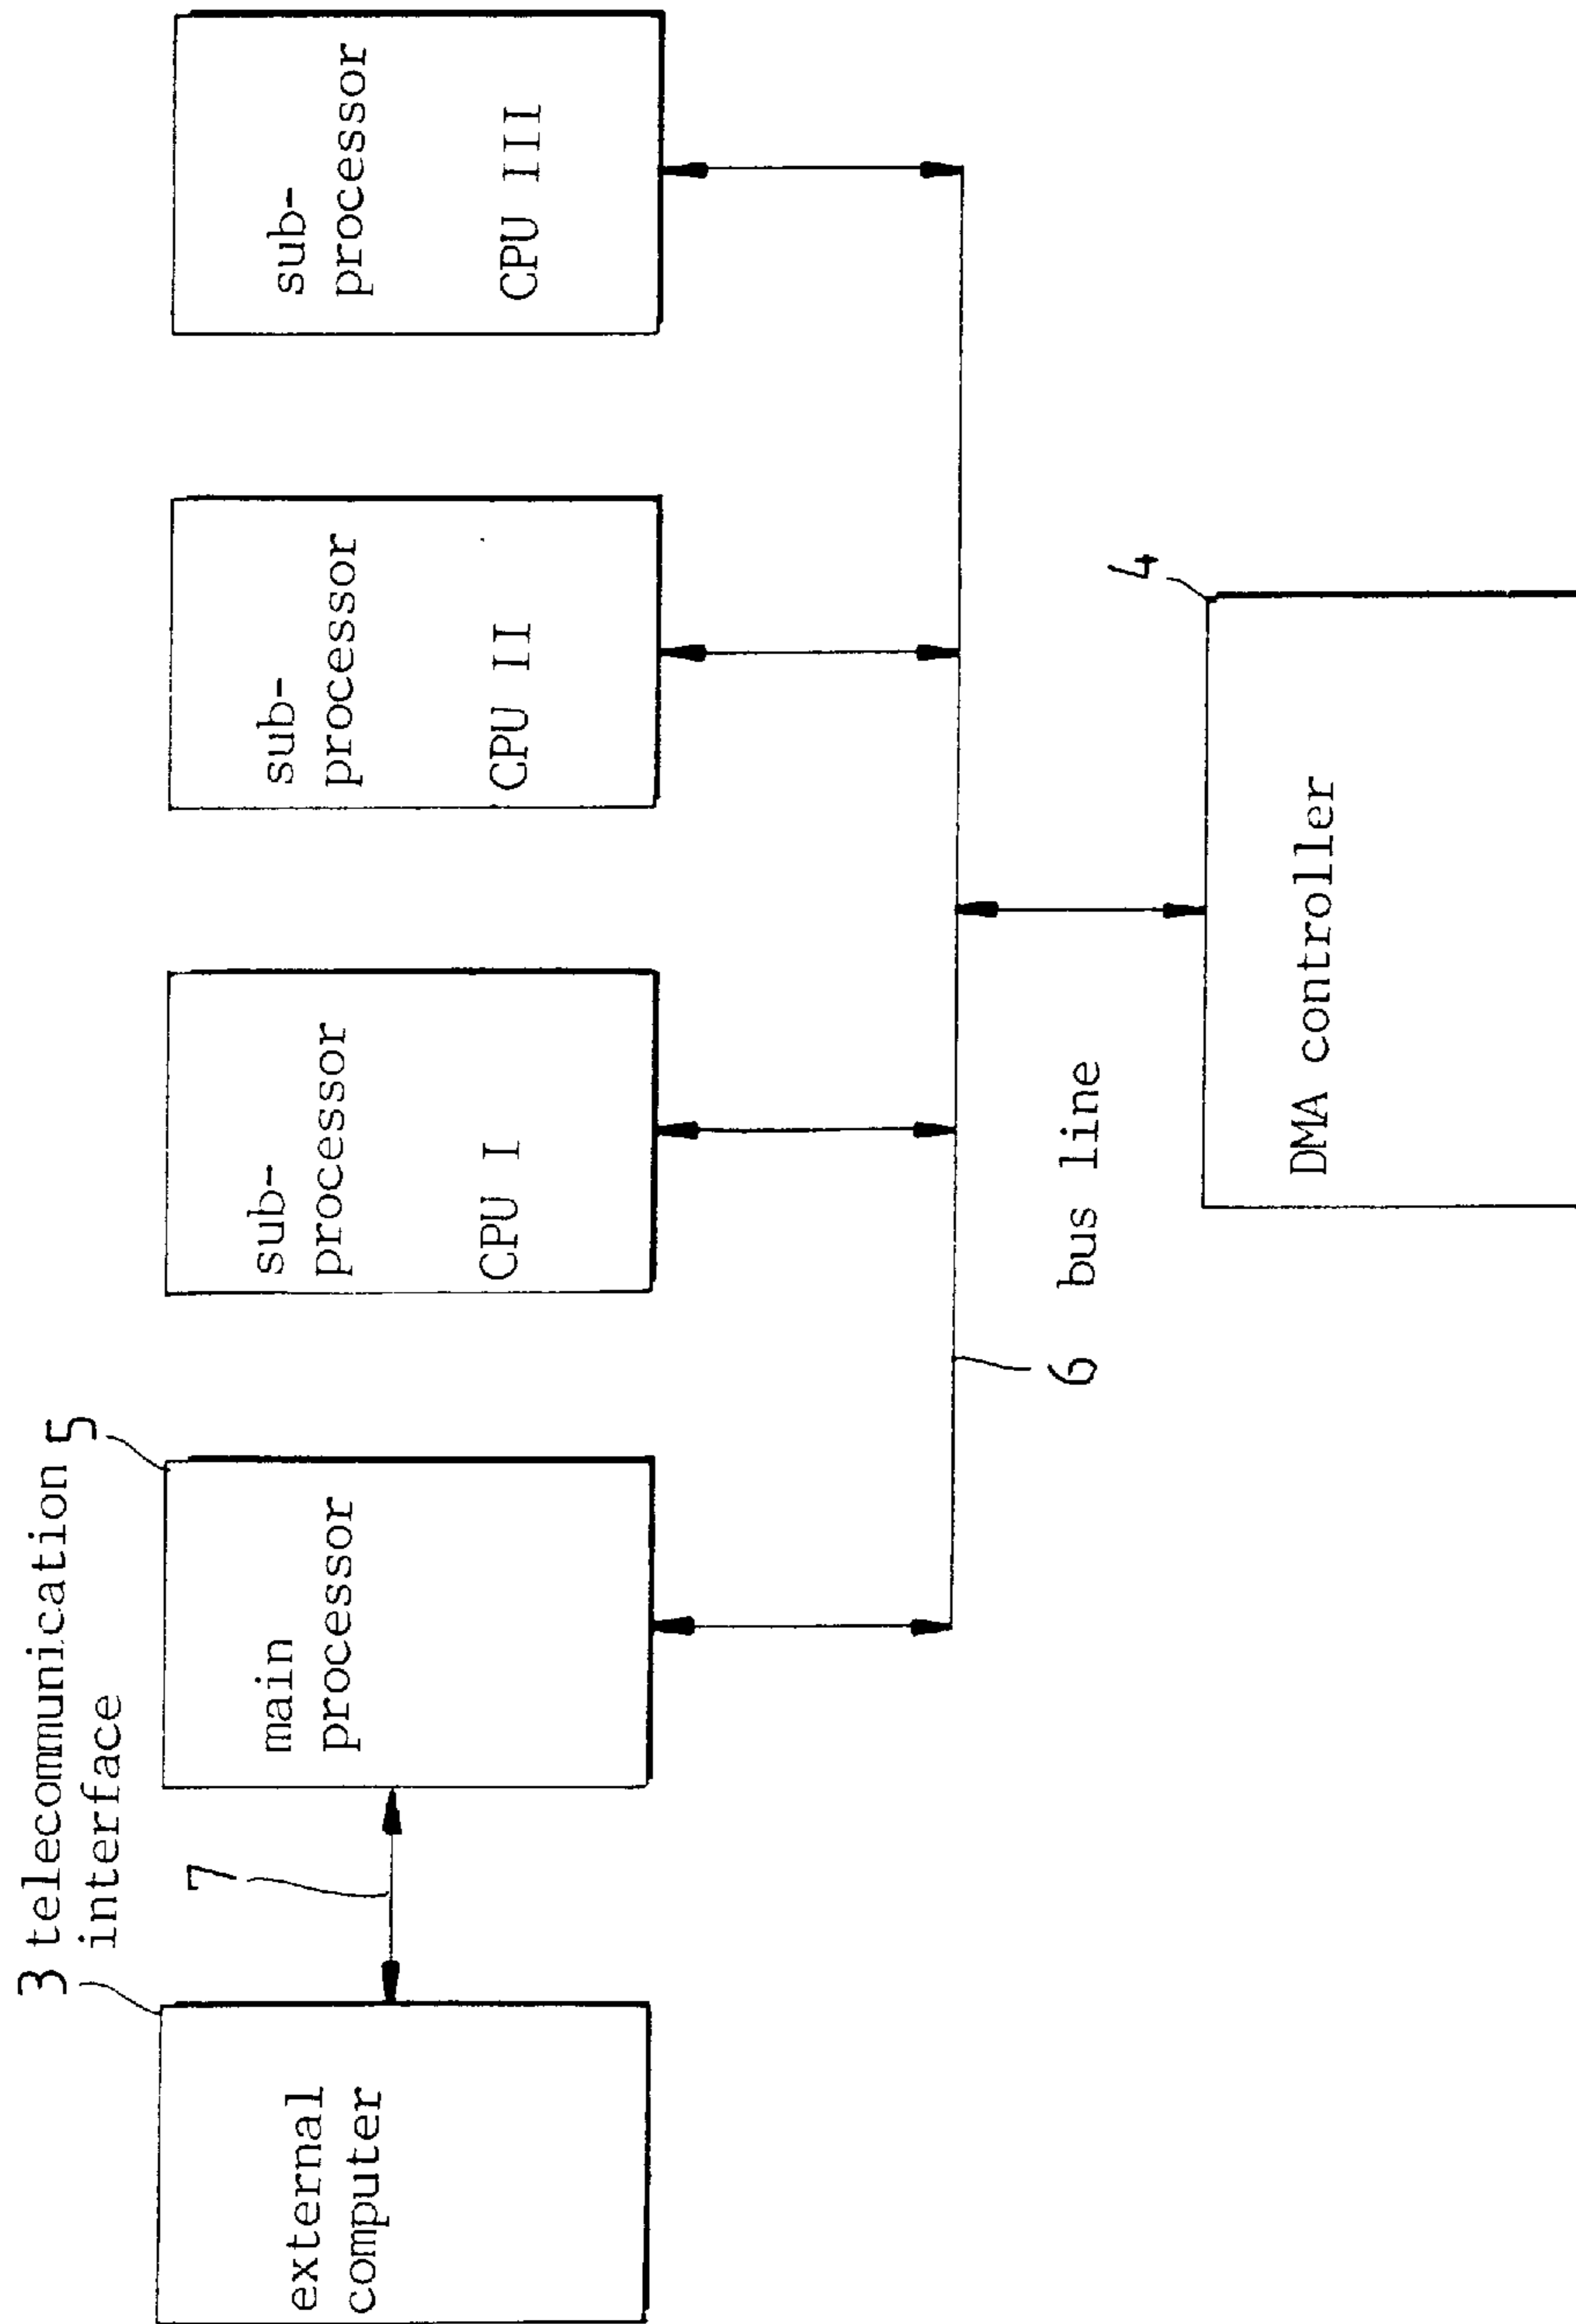 3 telecommunication
interface
5
7
external
computer
main
processor
sub-
processor
CPU I
sub-
processor
CPU II
sub-
processor
CPU III
6 bus line
4
DMA controller